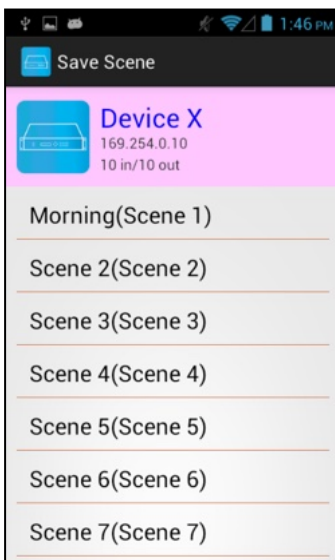 1:46 PM
Save Scene
Device X
169.254.0.10
10 in/10 out
Morning(Scene 1)
Scene 2(Scene 2)
Scene 3(Scene 3)
Scene 4(Scene 4)
Scene 5(Scene 5)
Scene 6(Scene 6)
Scene 7(Scene 7)